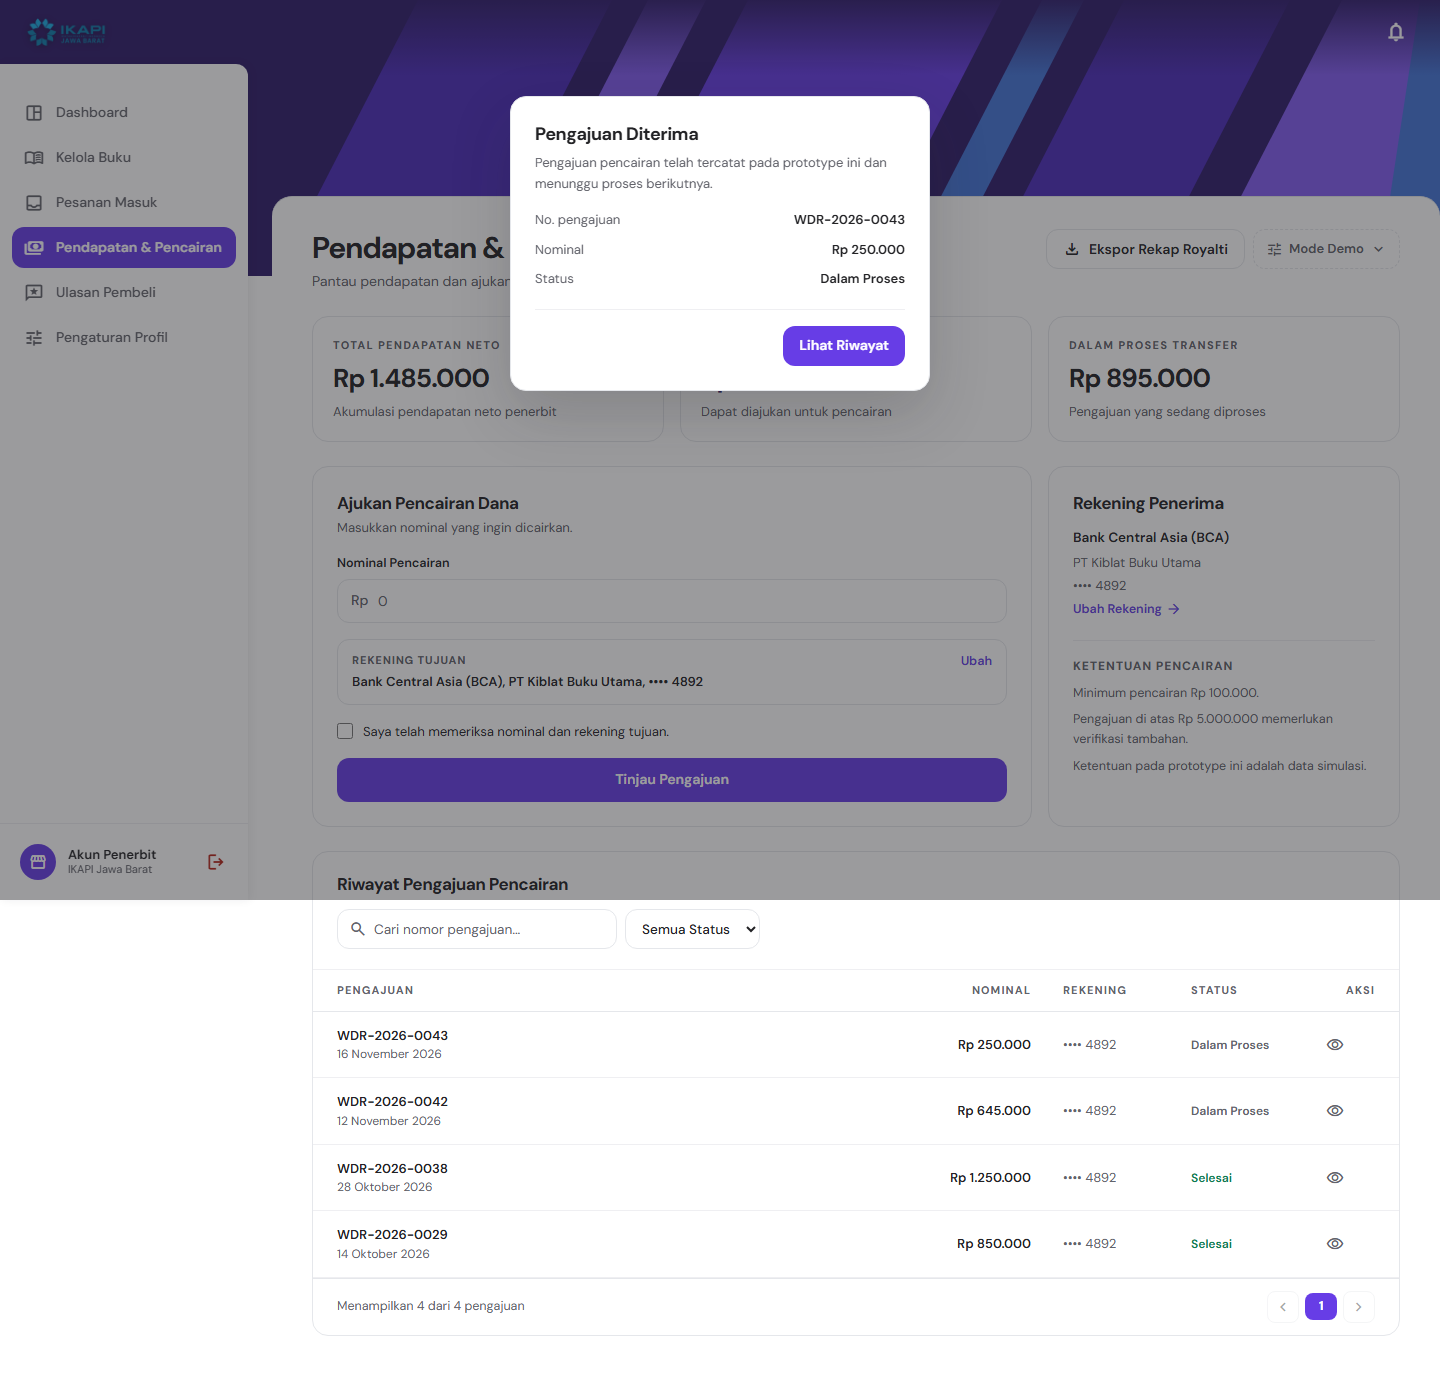 IKAPI
JAWA BARAT
Dashboard
Kelola Buku
Pesanan Masuk
Pendapatan & Pencairan
Ulasan Pembeli
Pengaturan Profil
Akun Penerbit
IKAPI Jawa Barat
Pengajuan Diterima
Pengajuan pencairan telah tercatat pada prototype ini dan
menunggu proses berikutnya.
No. pengajuan WDR-2026-0043
Nominal Rp 250.000
Status Dalam Proses
Lihat Riwayat
Pendapatan &
Pantau pendapatan dan ajukan
Ekspor Rekap Royalti
Mode Demo
TOTAL PENDAPATAN NETO
Rp 1.485.000
Akumulasi pendapatan neto penerbit
Dapat diajukan untuk pencairan
DALAM PROSES TRANSFER
Rp 895.000
Pengajuan yang sedang diproses
Ajukan Pencairan Dana
Masukkan nominal yang ingin dicairkan.
Nominal Pencairan
Rp 0
REKENING TUJUAN
Ubah
Bank Central Asia (BCA), PT Kiblat Buku Utama, •••• 4892
Saya telah memeriksa nominal dan rekening tujuan.
Tinjau Pengajuan
Rekening Penerima
Bank Central Asia (BCA)
PT Kiblat Buku Utama
•••• 4892
Ubah Rekening →
KETENTUAN PENCAIRAN
Minimum pencairan Rp 100.000.
Pengajuan di atas Rp 5.000.000 memerlukan
verifikasi tambahan.
Ketentuan pada prototype ini adalah data simulasi.
Riwayat Pengajuan Pencairan
Cari nomor pengajuan...
Semua Status
PENGAJUAN NOMINAL REKENING STATUS AKSI
WDR-2026-0043
16 November 2026
Rp 250.000 •••• 4892 Dalam Proses
WDR-2026-0042
12 November 2026
Rp 645.000 •••• 4892 Dalam Proses
WDR-2026-0038
28 Oktober 2026
Rp 1.250.000 •••• 4892 Selesai
WDR-2026-0029
14 Oktober 2026
Rp 850.000 •••• 4892 Selesai
Menampilkan 4 dari 4 pengajuan
1